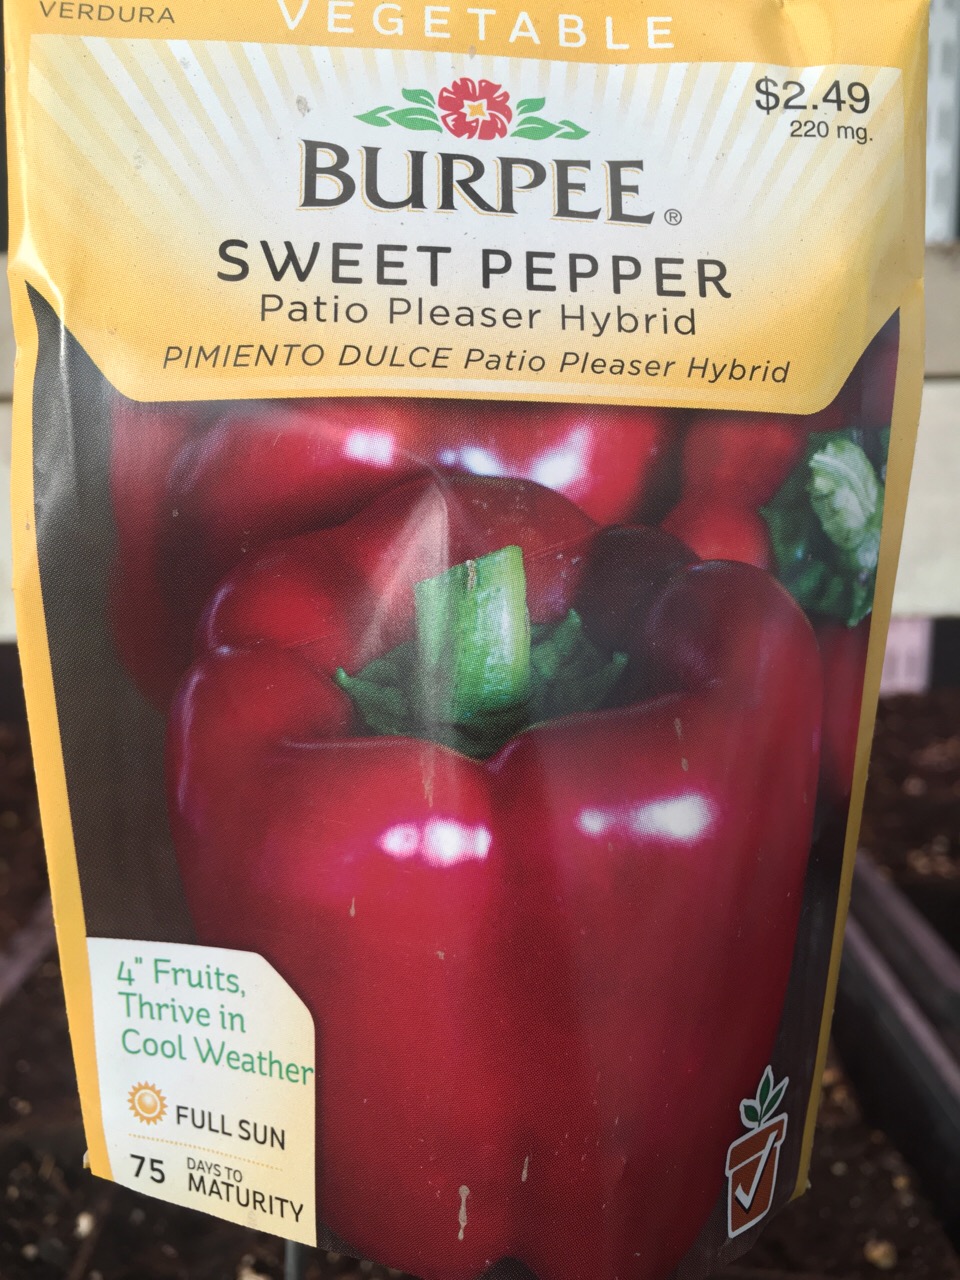 VERDURA
VEGETABLE
$2.49
220 mg.
BURPEE®
SWEET PEPPER
Patio Pleaser Hybrid
PIMIENTO DULCE Patio Pleaser Hybrid
4" Fruits,
Thrive in
Cool Weather
FULL SUN
75 DAYS TO
MATURITY